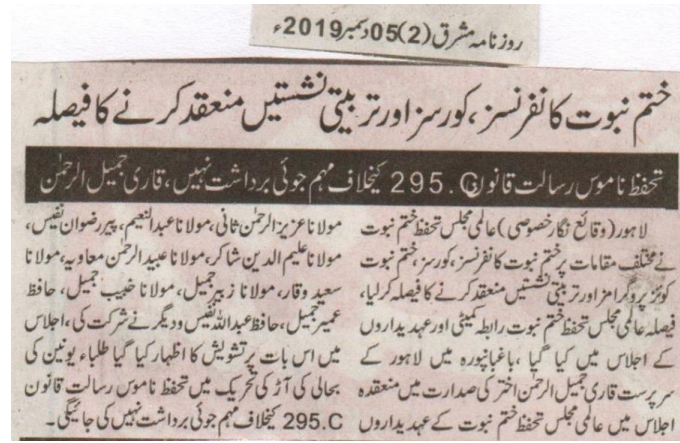 روزنامہ مشرق (2) 05 دسمبر 2019ء
ختم نبوت کانفرنسز، کورسز اور تربیتی نشستیں منعقد کرنے کا فیصلہ
تحفظ ناموس رسالت قانون 295.C کیخلاف مہم جوئی برداشت نہیں، قاری جمیل الرحمٰن
لاہور (وقائع نگار خصوصی) عالمی مجلس تحفظ ختم نبوت
نے مختلف مقامات پر ختم نبوت کانفرنسز، کورسز، ختم نبوت
کوئز پروگرامز اور تربیتی نشستیں منعقد کرنے کا فیصلہ کرلیا،
فیصلہ عالمی مجلس تحفظ ختم نبوت رابطہ کمیٹی اور عہدیداروں
کے اجلاس میں کیا گیا، باغبانپورہ میں لاہور کے
سرپرست قاری جمیل الرحمن اختر کی صدارت میں منعقدہ
اجلاس میں عالمی مجلس تحفظ ختم نبوت کے عہدیداروں
مولانا عزیز الرحمٰن ثانی، مولانا عبدالنعیم، پیر رضوان نفیس،
مولانا علیم الدین شاکر، مولانا عبید الرحمٰن معاویہ، مولانا
سعید وقار، مولانا زبیر جمیل، مولانا خبیب جمیل، حافظ
عمیر جمیل، حافظ عبداللہ نفیس ودیگر نے شرکت کی، اجلاس
میں اس بات پر تشویش کا اظہار کیا گیا طلباء یونین کی
بحالی کی آڑ کی تحریک میں تحفظ ناموس رسالت قانون
295.C کیخلاف مہم جوئی برداشت نہیں کی جائیگی۔